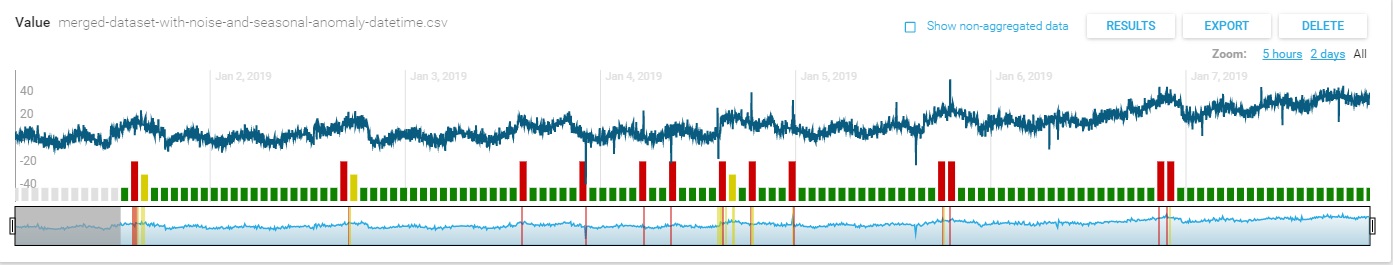 Value merged-dataset-with-noise-and-seasonal-anomaly-datetime.csv
Show non-aggregated data RESULTS EXPORT DELETE
Zoom: 5 hours 2 days All
Jan 2, 2019 Jan 3, 2019 Jan 4, 2019 Jan 5, 2019 Jan 6, 2019 Jan 7, 2019
40
20
-20
-40